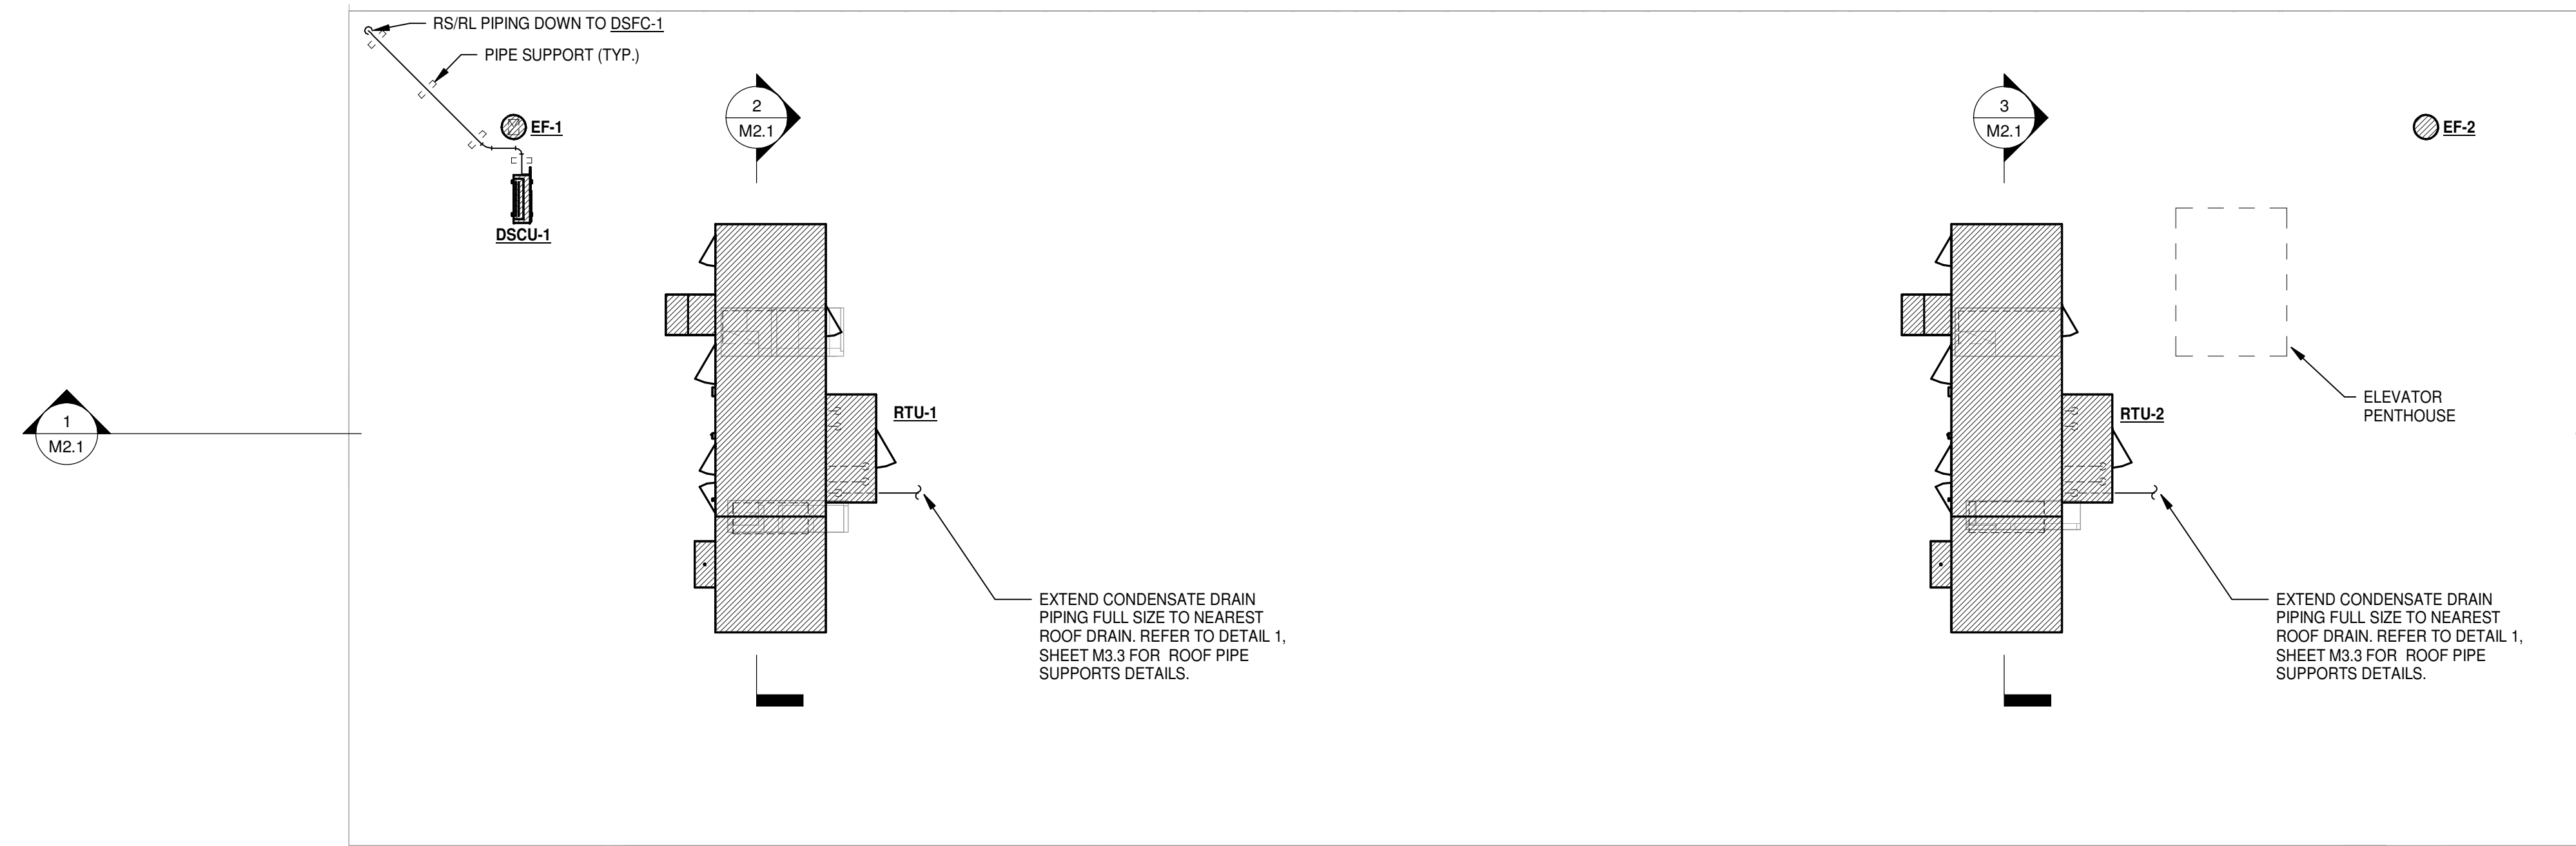 RS/RL PIPING DOWN TO DSFC-1
PIPE SUPPORT (TYP.)
EF-1
DSCU-1
2
M2.1
3
M2.1
EF-2
1
M2.1
RTU-1
RTU-2
ELEVATOR
PENTHOUSE
EXTEND CONDENSATE DRAIN
PIPING FULL SIZE TO NEAREST
ROOF DRAIN. REFER TO DETAIL 1,
SHEET M3.3 FOR ROOF PIPE
SUPPORTS DETAILS.
EXTEND CONDENSATE DRAIN
PIPING FULL SIZE TO NEAREST
ROOF DRAIN. REFER TO DETAIL 1,
SHEET M3.3 FOR ROOF PIPE
SUPPORTS DETAILS.